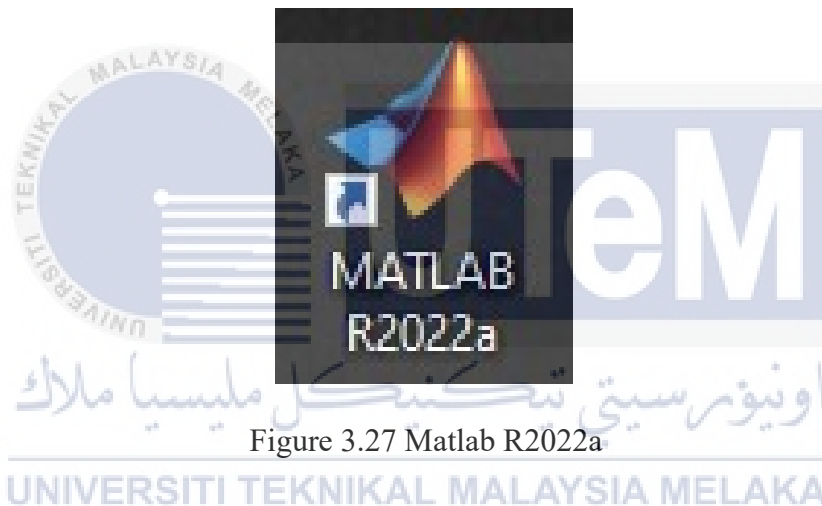 UNIVERSITI TEKNIKAL MALAYSIA MELAKA
UTeM
MATLAB
R2022a
اونيۏرسيتي تيكنيكل مليسيا ملاك
Figure 3.27 Matlab R2022a
UNIVERSITI TEKNIKAL MALAYSIA MELAKA